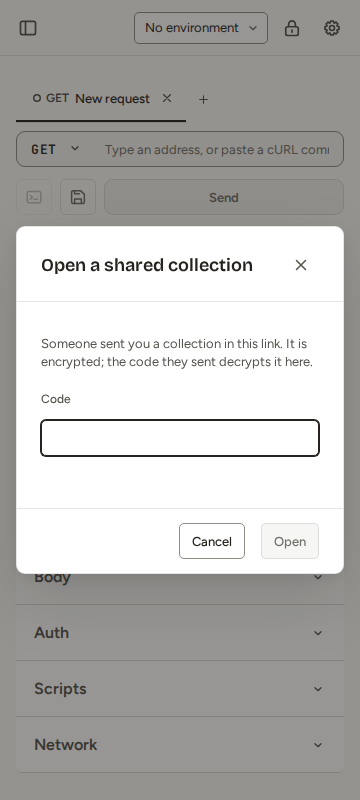 No environment
GET New request
GET Type an address, or paste a cURL com
Send
Open a shared collection
Someone sent you a collection in this link. It is
encrypted; the code they sent decrypts it here.
Code
Cancel Open
Body
Auth
Scripts
Network